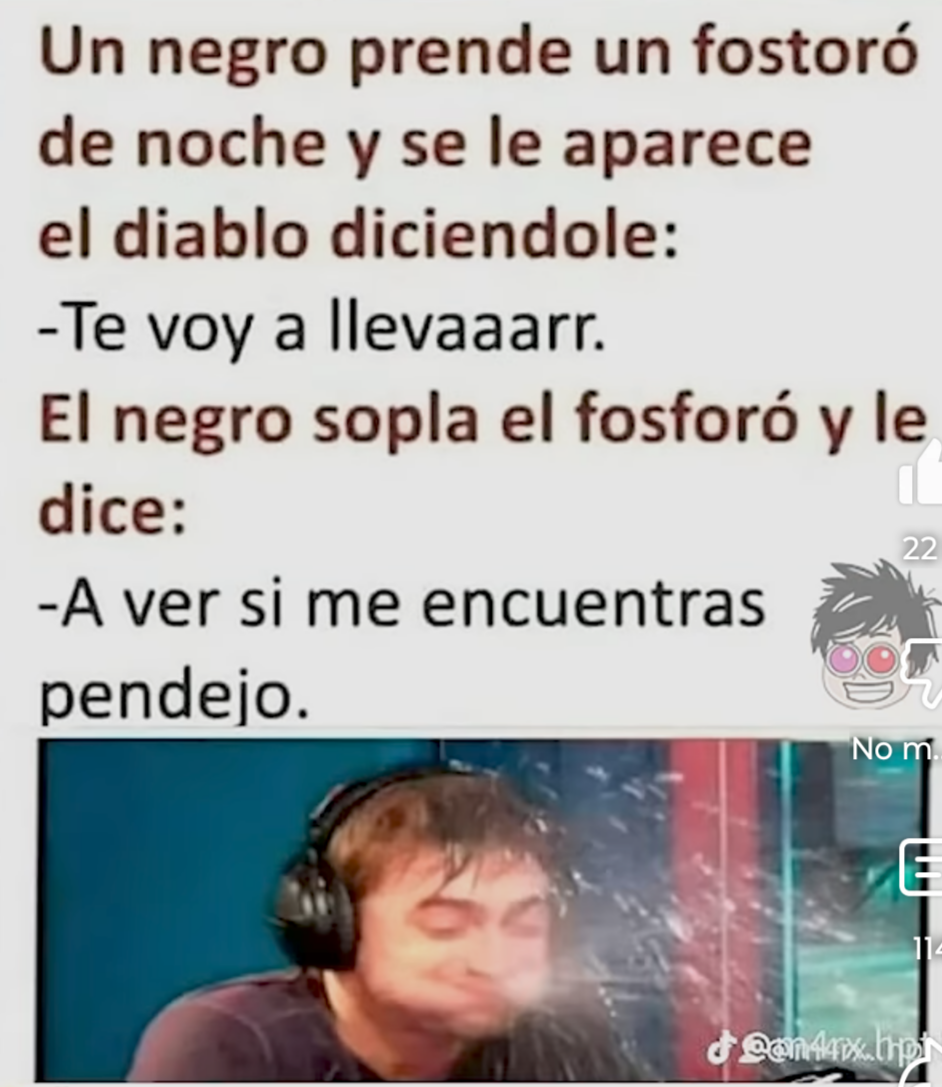 Un negro prende un fostoró
de noche y se le aparece
el diablo diciendole:
-Te voy a llevaaarr.
El negro sopla el fosforó y le
dice:
-A ver si me encuentras
pendejo.
22
No m...
114